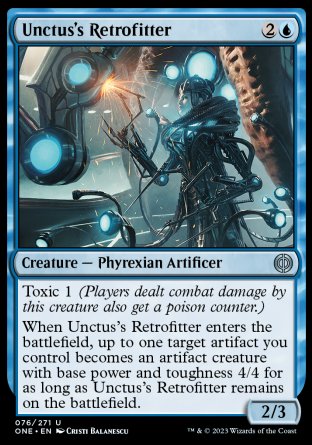 Unctus's Retrofitter 2
Creature — Phyrexian Artificer
Toxic 1 (Players dealt combat damage by
this creature also get a poison counter.)
When Unctus's Retrofitter enters the
battlefield, up to one target artifact you
control becomes an artifact creature
with base power and toughness 4/4 for
as long as Unctus's Retrofitter remains
on the battlefield.
2/3
076/271 U
ONE • EN CRISTI BALANESCU
™ & © 2023 Wizards of the Coast